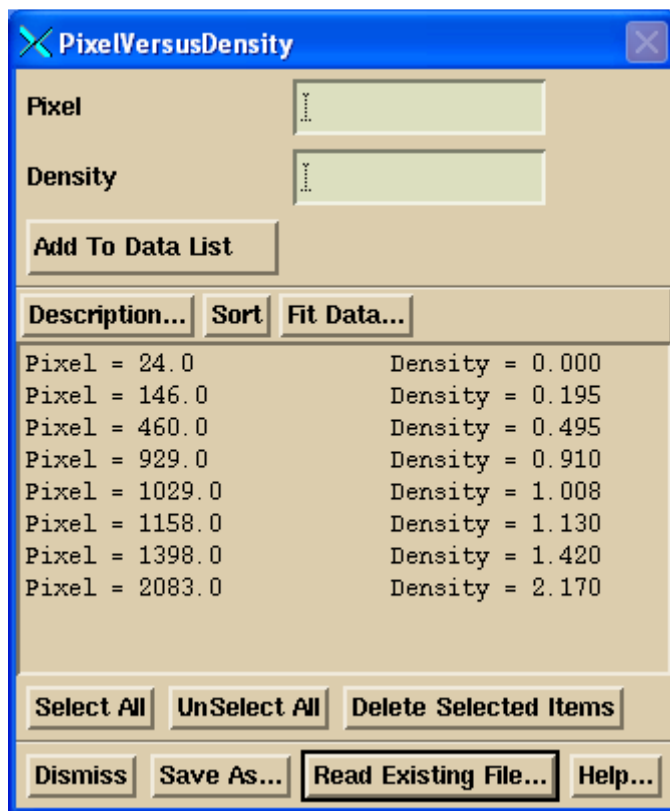 PixelVersusDensity
Pixel
Density
Add To Data List
Description... Sort Fit Data...
Pixel = 24.0 Density = 0.000
Pixel = 146.0 Density = 0.195
Pixel = 460.0 Density = 0.495
Pixel = 929.0 Density = 0.910
Pixel = 1029.0 Density = 1.008
Pixel = 1158.0 Density = 1.130
Pixel = 1398.0 Density = 1.420
Pixel = 2083.0 Density = 2.170
Select All UnSelect All Delete Selected Items
Dismiss Save As... Read Existing File... Help...